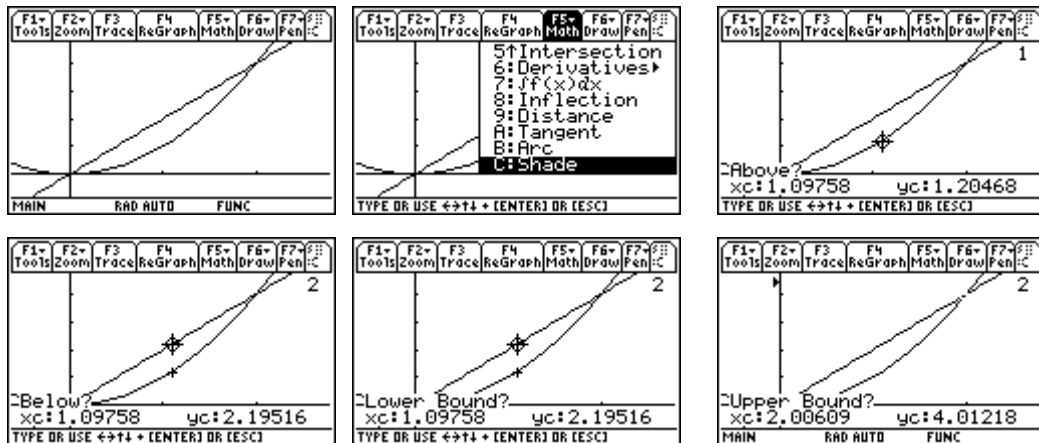 F1▾ F2▾ F3 F4 F5▾ F6▾ F7▾
Tools Zoom Trace ReGraph Math Draw Pen :C
MAIN RAD AUTO FUNC
F1▾ F2▾ F3 F4 F5▾ F6▾ F7▾
Tools Zoom Trace ReGraph Math Draw Pen :C
5↑Intersection
6:Derivatives▸
7:∫f(x)dx
8:Inflection
9:Distance
A:Tangent
B:Arc
C:Shade
TYPE OR USE ←→↑↓ + [ENTER] OR [ESC]
F1▾ F2▾ F3 F4 F5▾ F6▾ F7▾
Tools Zoom Trace ReGraph Math Draw Pen :C
1
Above?
xc:1.09758 yc:1.20468
TYPE OR USE ←→↑↓ + [ENTER] OR [ESC]
F1▾ F2▾ F3 F4 F5▾ F6▾ F7▾
Tools Zoom Trace ReGraph Math Draw Pen :C
2
Below?
xc:1.09758 yc:2.19516
TYPE OR USE ←→↑↓ + [ENTER] OR [ESC]
F1▾ F2▾ F3 F4 F5▾ F6▾ F7▾
Tools Zoom Trace ReGraph Math Draw Pen :C
2
Lower Bound?
xc:1.09758 yc:2.19516
TYPE OR USE ←→↑↓ + [ENTER] OR [ESC]
F1▾ F2▾ F3 F4 F5▾ F6▾ F7▾
Tools Zoom Trace ReGraph Math Draw Pen :C
2
Upper Bound?
xc:2.00609 yc:4.01218
MAIN RAD AUTO FUNC